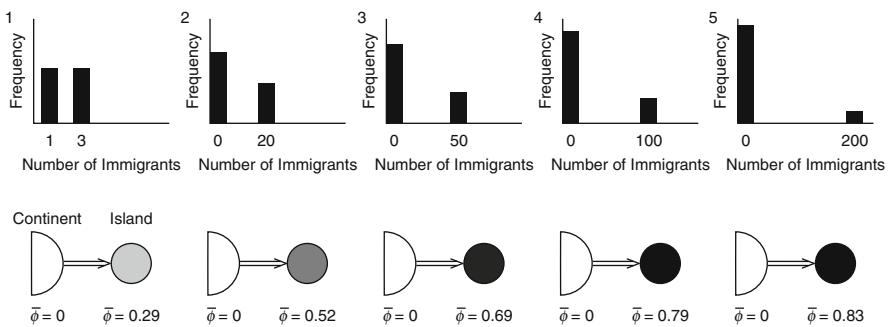 1 2 3 4 5
Frequency Frequency Frequency Frequency Frequency
1 3 0 20 0 50 0 100 0 200
Number of Immigrants Number of Immigrants Number of Immigrants Number of Immigrants Number of Immigrants
Continent Island
ϕ̅ = 0 ϕ̅ = 0.29 ϕ̅ = 0 ϕ̅ = 0.52 ϕ̅ = 0 ϕ̅ = 0.69 ϕ̅ = 0 ϕ̅ = 0.79 ϕ̅ = 0 ϕ̅ = 0.83